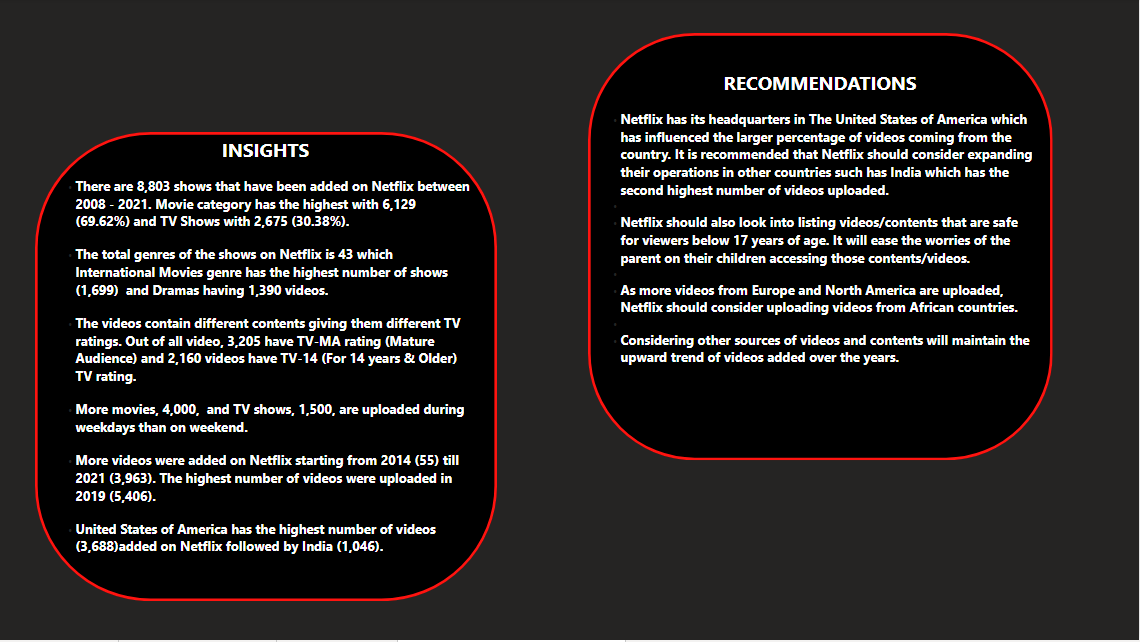 INSIGHTS
There are 8,803 shows that have been added on Netflix between
2008 - 2021. Movie category has the highest with 6,129
(69.62%) and TV Shows with 2,675 (30.38%).
The total genres of the shows on Netflix is 43 which
International Movies genre has the highest number of shows
(1,699)  and Dramas having 1,390 videos.
The videos contain different contents giving them different TV
ratings. Out of all video, 3,205 have TV-MA rating (Mature
Audience) and 2,160 videos have TV-14 (For 14 years & Older)
TV rating.
More movies, 4,000,  and TV shows, 1,500, are uploaded during
weekdays than on weekend.
More videos were added on Netflix starting from 2014 (55) till
2021 (3,963). The highest number of videos were uploaded in
2019 (5,406).
United States of America has the highest number of videos
(3,688)added on Netflix followed by India (1,046).
RECOMMENDATIONS
Netflix has its headquarters in The United States of America which
has influenced the larger percentage of videos coming from the
country. It is recommended that Netflix should consider expanding
their operations in other countries such has India which has the
second highest number of videos uploaded.
Netflix should also look into listing videos/contents that are safe
for viewers below 17 years of age. It will ease the worries of the
parent on their children accessing those contents/videos.
As more videos from Europe and North America are uploaded,
Netflix should consider uploading videos from African countries.
Considering other sources of videos and contents will maintain the
upward trend of videos added over the years.